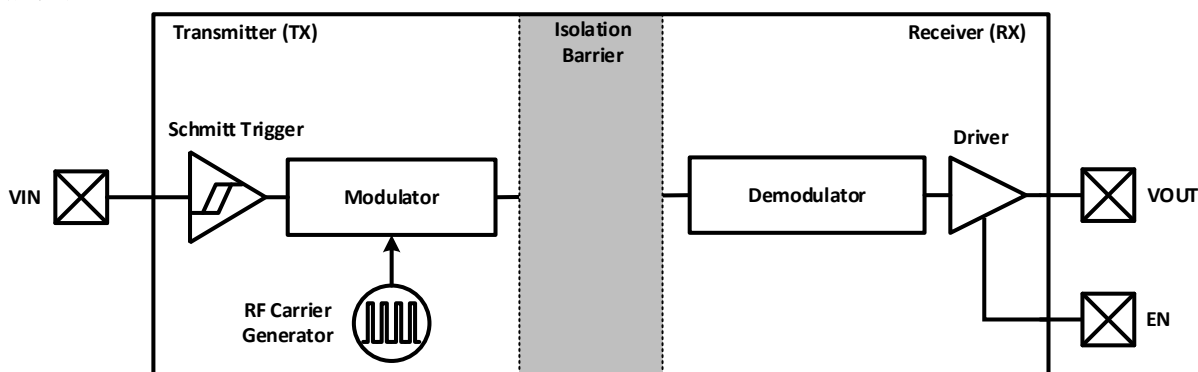 Transmitter (TX)
Isolation
Barrier
Receiver (RX)
Schmitt Trigger
Driver
VIN
Modulator
Demodulator
VOUT
RF Carrier
Generator
EN